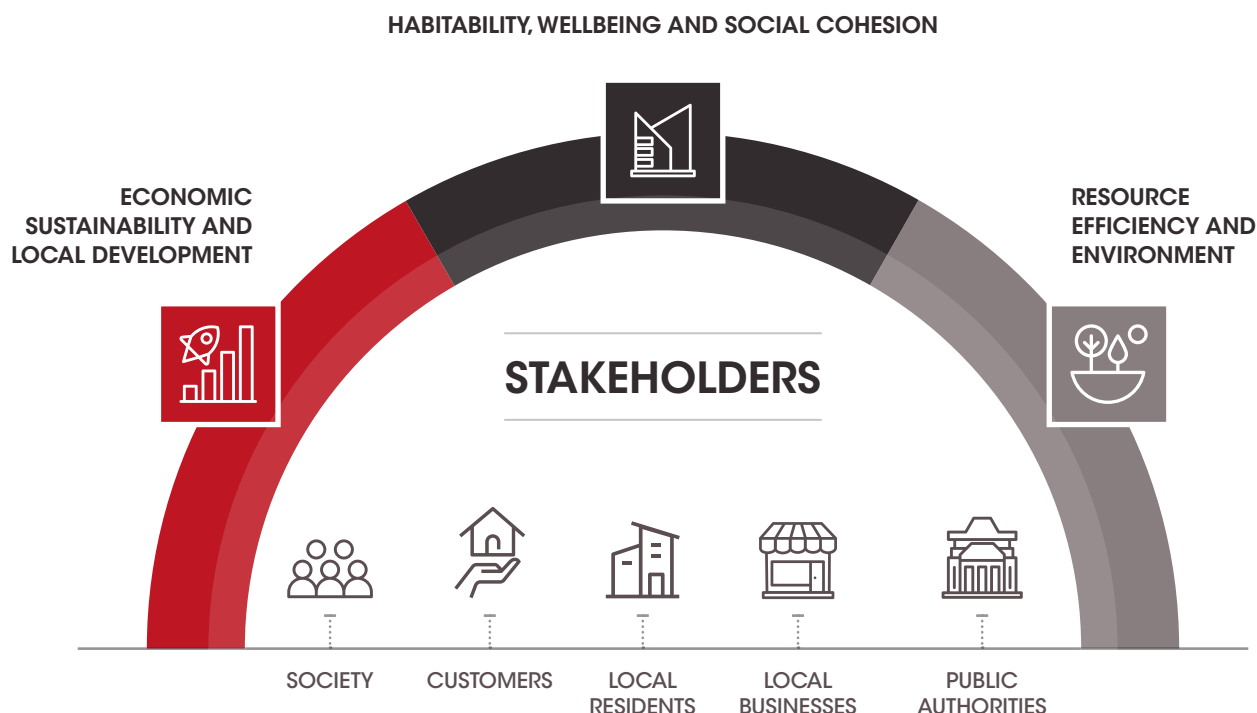 HABITABILITY, WELLBEING AND SOCIAL COHESION
ECONOMIC
SUSTAINABILITY AND
LOCAL DEVELOPMENT
RESOURCE
EFFICIENCY AND
ENVIRONMENT
STAKEHOLDERS
SOCIETY
CUSTOMERS
LOCAL
RESIDENTS
LOCAL
BUSINESSES
PUBLIC
AUTHORITIES